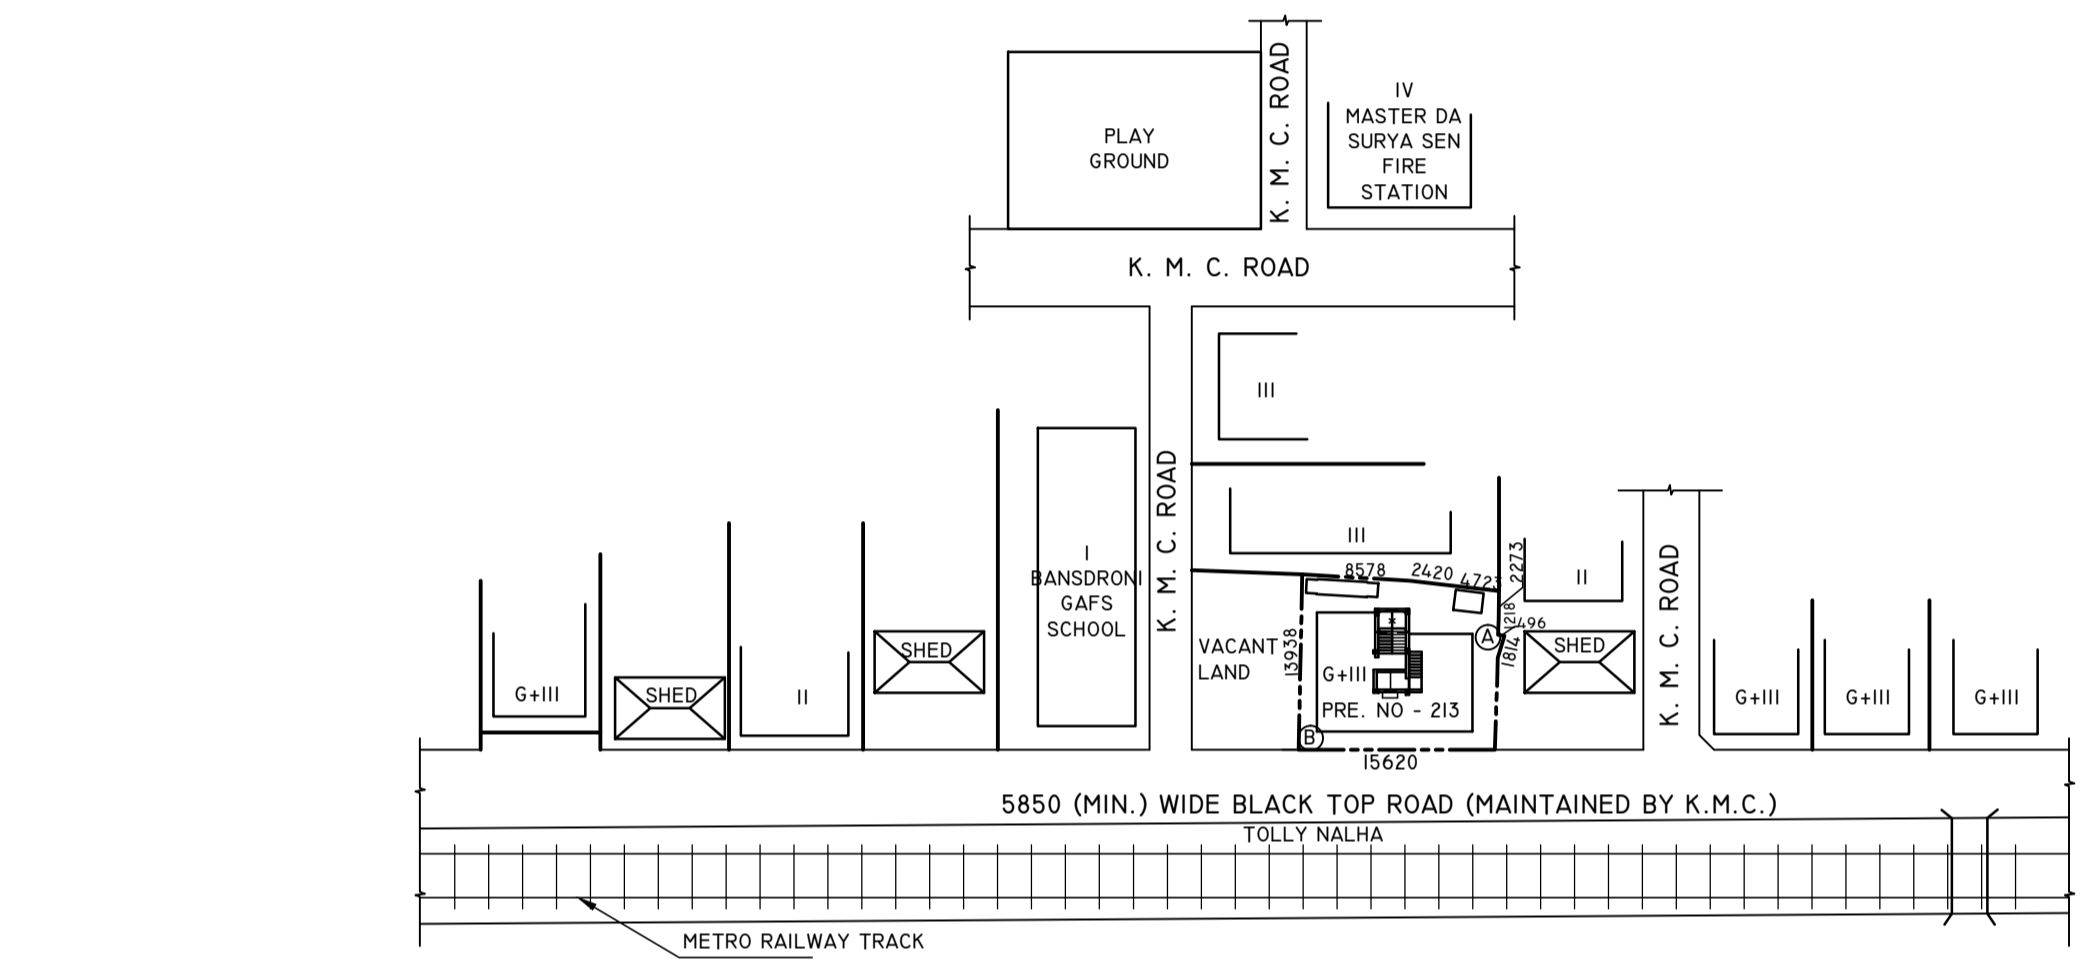 K. M. C. ROAD
IV
MASTER DA
SURYA SEN
FIRE
STATION
PLAY
GROUND
K. M. C. ROAD
III
K. M. C. ROAD
III
I
BANSDRONI
GAFS
SCHOOL
8578
2420
4723
2273
1218
496
1814
A
II
K. M. C. ROAD
SHED
SHED
VACANT
LAND
13938
G+III
PRE. NO - 213
B
15620
G+III
SHED
II
G+III
G+III
G+III
5850 (MIN.) WIDE BLACK TOP ROAD (MAINTAINED BY K.M.C.)
TOLLY NALHA
METRO RAILWAY TRACK